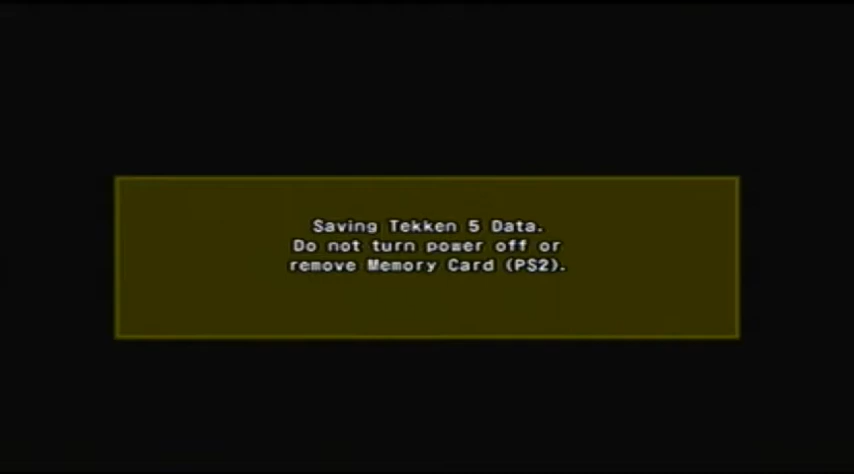 Saving Tekken 5 Data.
Do not turn power off or
remove Memory Card (PS2).